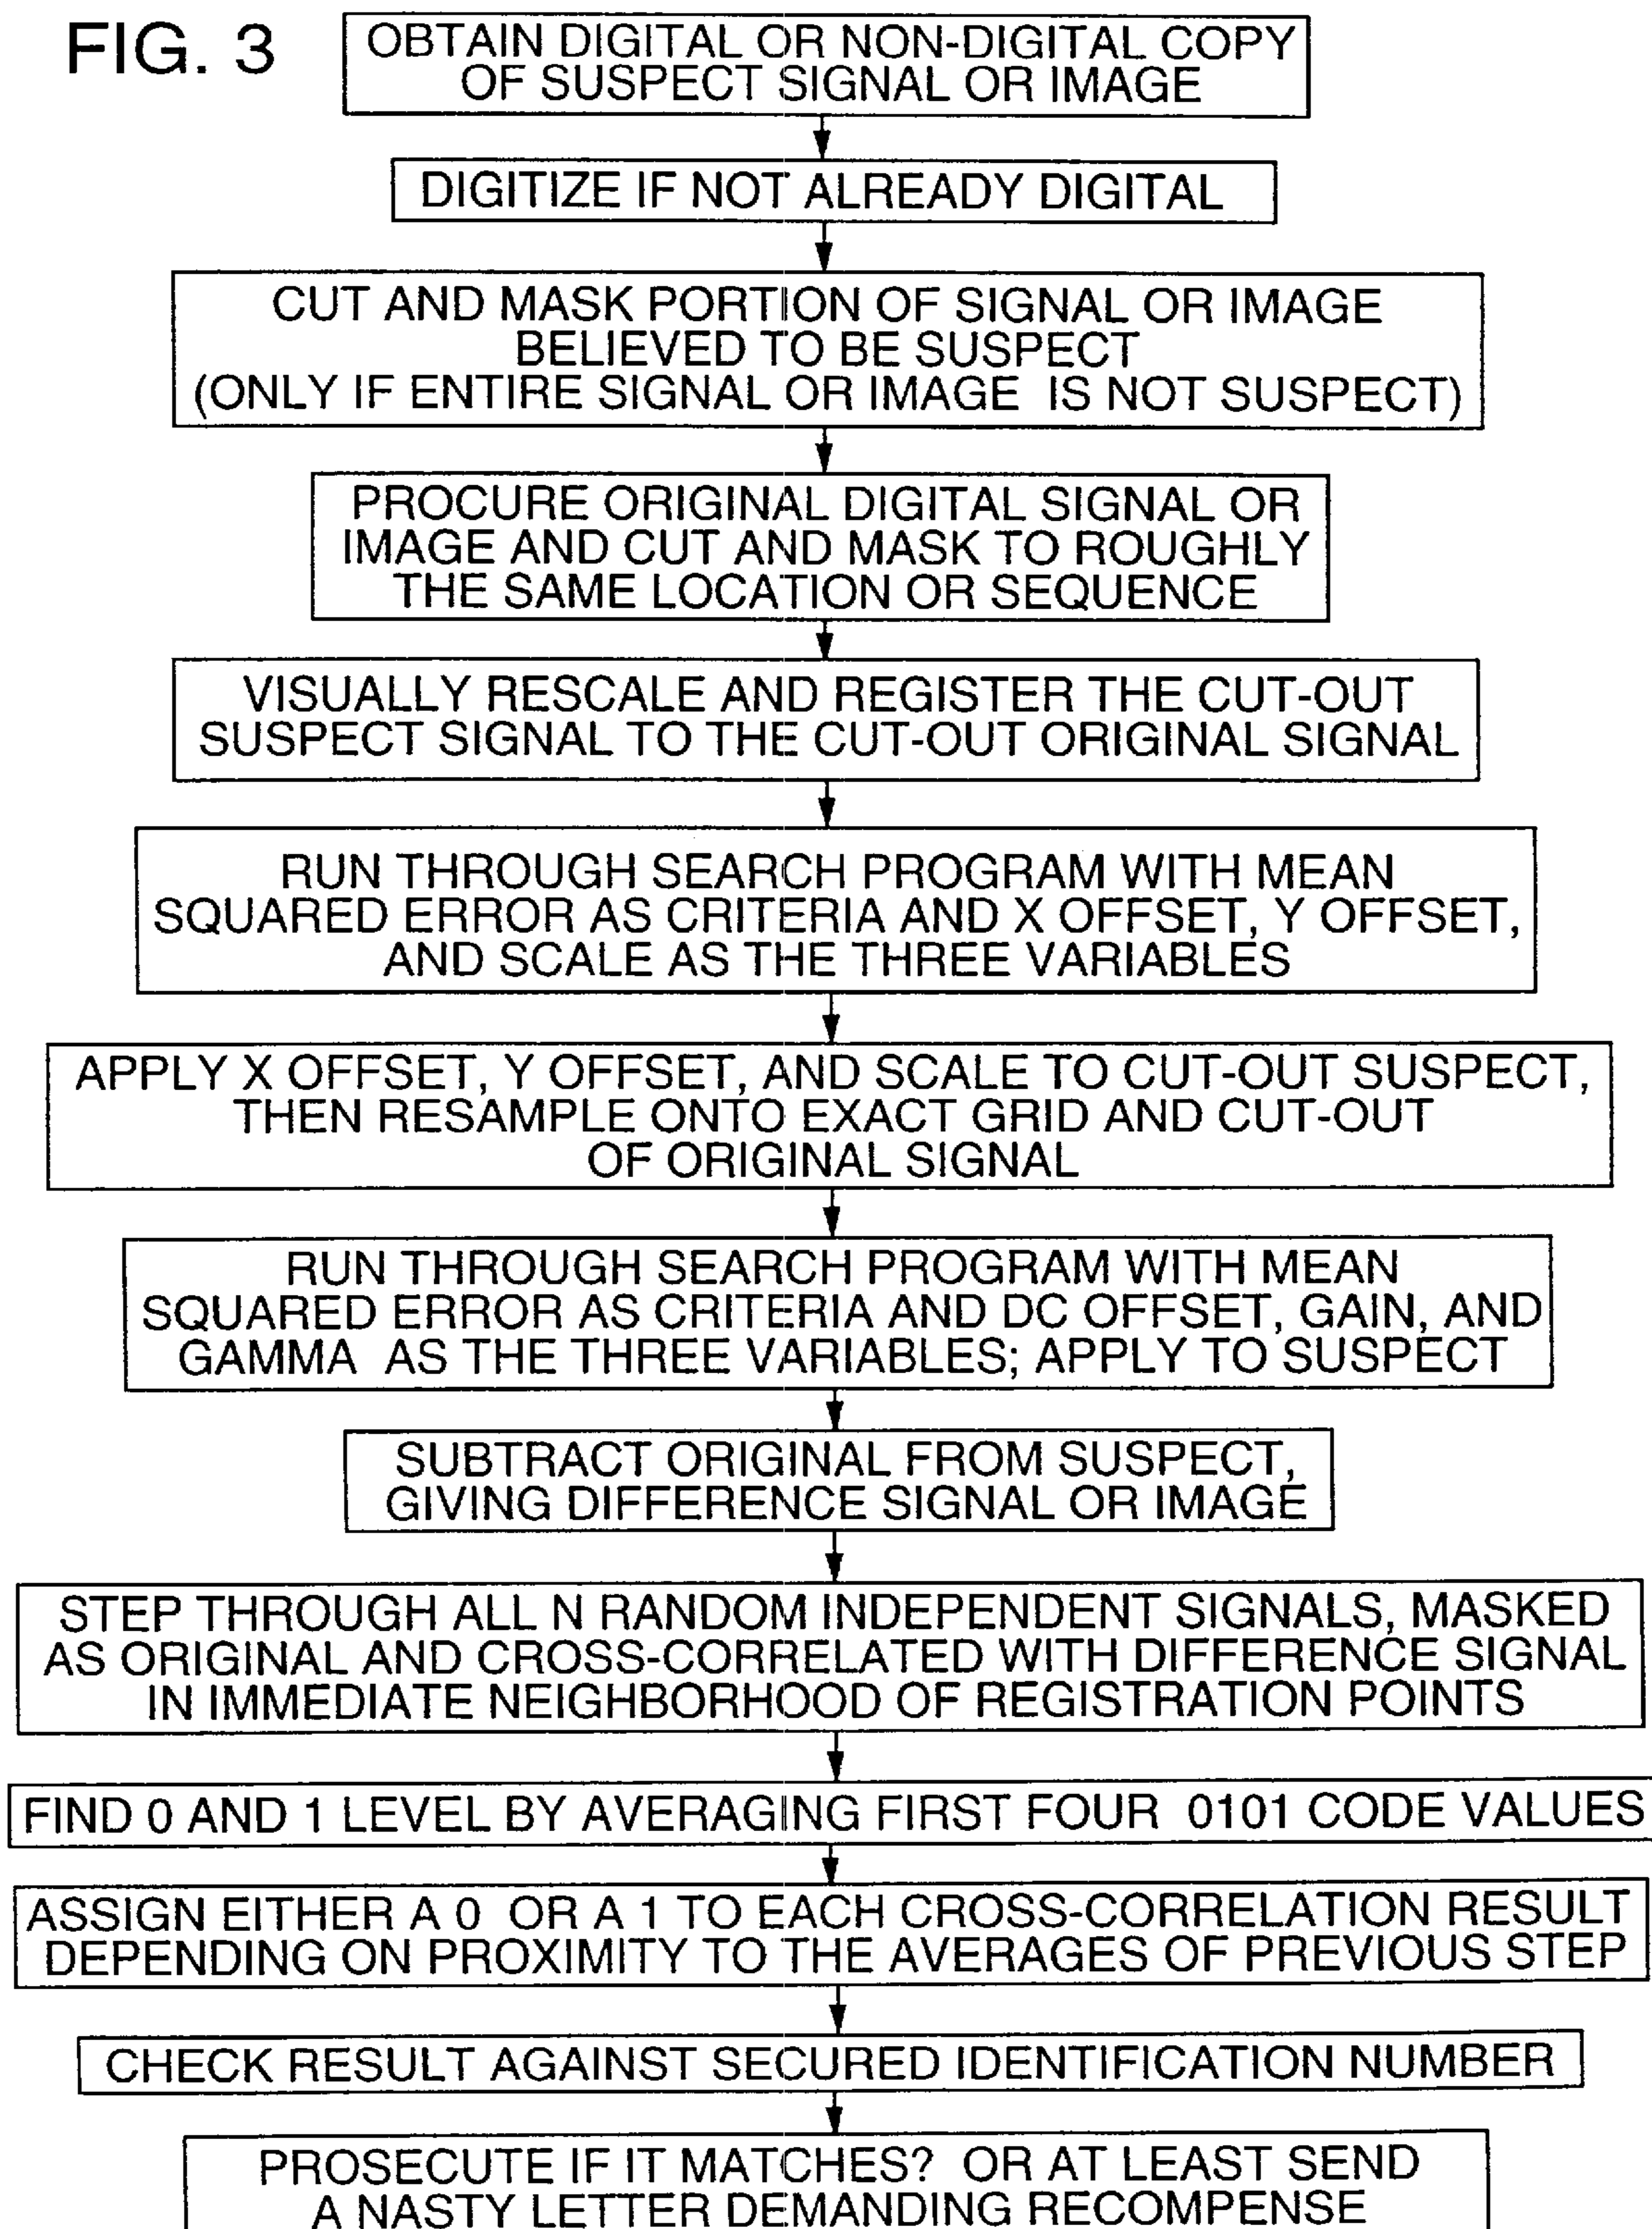 FIG. 3
OBTAIN DIGITAL OR NON-DIGITAL COPY
OF SUSPECT SIGNAL OR IMAGE
DIGITIZE IF NOT ALREADY DIGITAL
CUT AND MASK PORTION OF SIGNAL OR IMAGE
BELIEVED TO BE SUSPECT
(ONLY IF ENTIRE SIGNAL OR IMAGE IS NOT SUSPECT)
PROCURE ORIGINAL DIGITAL SIGNAL OR
IMAGE AND CUT AND MASK TO ROUGHLY
THE SAME LOCATION OR SEQUENCE
VISUALLY RESCALE AND REGISTER THE CUT-OUT
SUSPECT SIGNAL TO THE CUT-OUT ORIGINAL SIGNAL
RUN THROUGH SEARCH PROGRAM WITH MEAN
SQUARED ERROR AS CRITERIA AND X OFFSET, Y OFFSET,
AND SCALE AS THE THREE VARIABLES
APPLY X OFFSET, Y OFFSET, AND SCALE TO CUT-OUT SUSPECT,
THEN RESAMPLE ONTO EXACT GRID AND CUT-OUT
OF ORIGINAL SIGNAL
RUN THROUGH SEARCH PROGRAM WITH MEAN
SQUARED ERROR AS CRITERIA AND DC OFFSET, GAIN, AND
GAMMA AS THE THREE VARIABLES; APPLY TO SUSPECT
SUBTRACT ORIGINAL FROM SUSPECT,
GIVING DIFFERENCE SIGNAL OR IMAGE
STEP THROUGH ALL N RANDOM INDEPENDENT SIGNALS, MASKED
AS ORIGINAL AND CROSS-CORRELATED WITH DIFFERENCE SIGNAL
IN IMMEDIATE NEIGHBORHOOD OF REGISTRATION POINTS
FIND 0 AND 1 LEVEL BY AVERAGING FIRST FOUR 0101 CODE VALUES
ASSIGN EITHER A 0 OR A 1 TO EACH CROSS-CORRELATION RESULT
DEPENDING ON PROXIMITY TO THE AVERAGES OF PREVIOUS STEP
CHECK RESULT AGAINST SECURED IDENTIFICATION NUMBER
PROSECUTE IF IT MATCHES? OR AT LEAST SEND
A NASTY LETTER DEMANDING RECOMPENSE